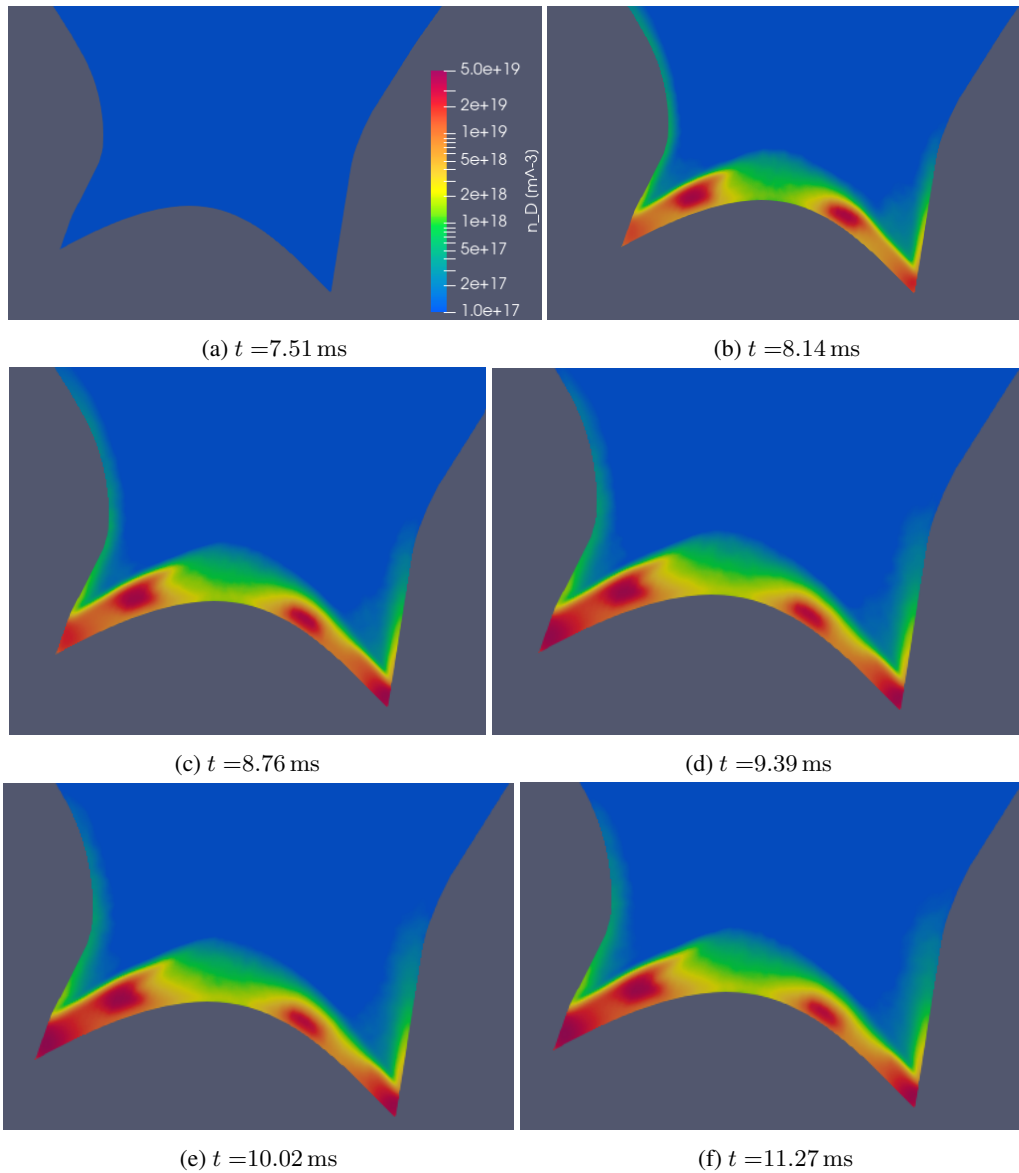 5.0e+19
2e+19
1e+19
5e+18
2e+18
1e+18
5e+17
2e+17
1.0e+17
n_D (m^-3)
(a) t =7.51 ms
(b) t =8.14 ms
(c) t =8.76 ms
(d) t =9.39 ms
(e) t =10.02 ms
(f) t =11.27 ms